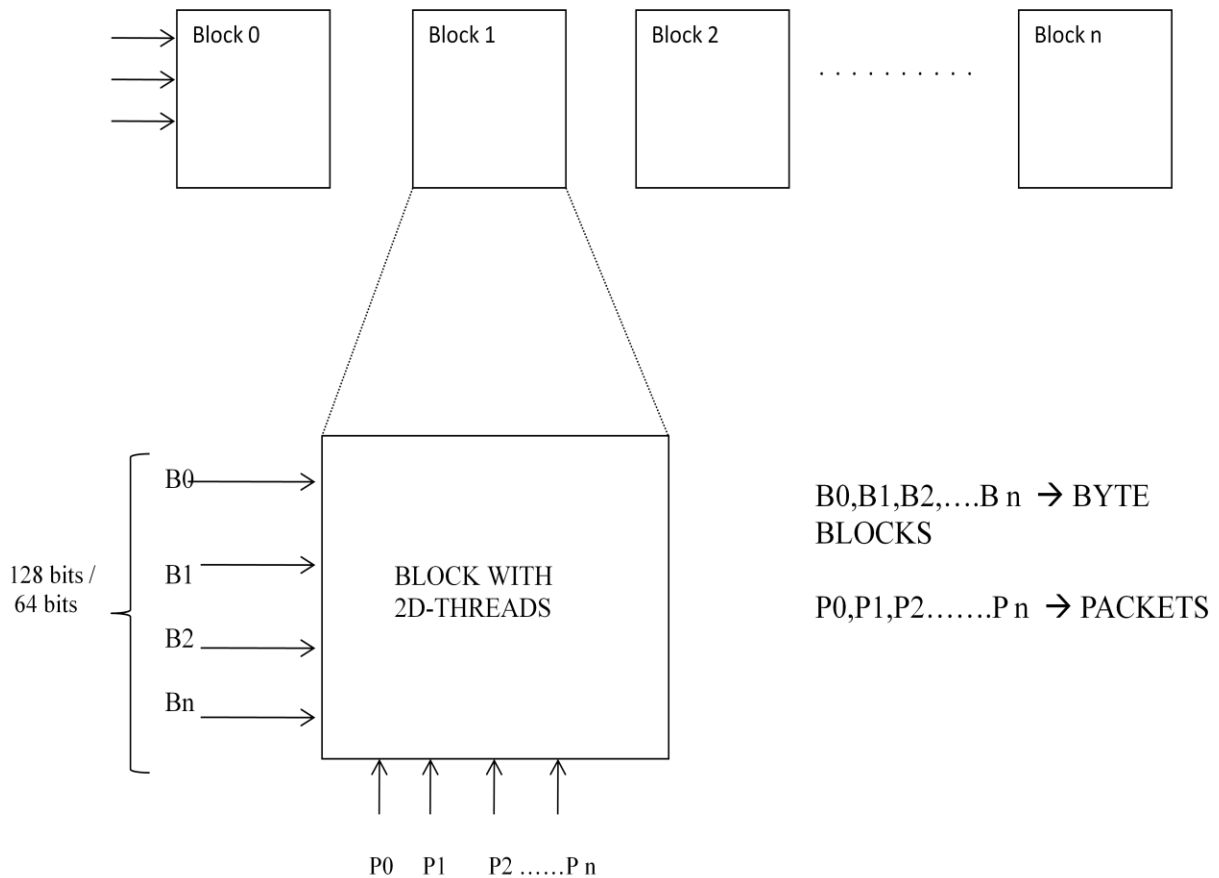 Block 0
Block 1
Block 2
. . . . . . . . . .
Block n
B0
B1
B2
Bn
128 bits /
64 bits
BLOCK WITH
2D-THREADS
B0,B1,B2,….B n → BYTE
BLOCKS
P0,P1,P2…….P n → PACKETS
P0 P1 P2 ……P n